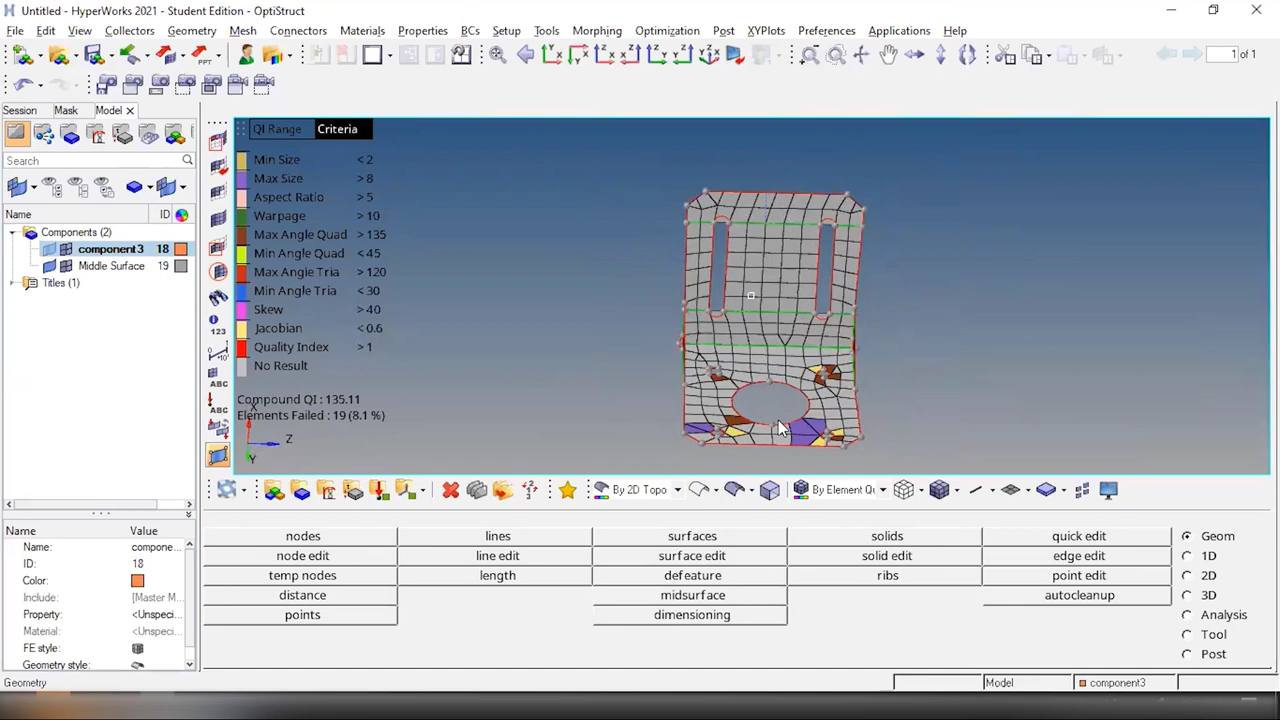 Untitled - HyperWorks 2021 - Student Edition - OptiStruct
File Edit View Collectors Geometry Mesh Connectors Materials Properties BCs Setup Tools Morphing Optimization Post XYPlots Preferences Applications Help
1 of 1
Session Mask Model
Search
Name ID
Components (2)
component3 18
Middle Surface 19
Titles (1)
QI Range Criteria
Min Size < 2
Max Size > 8
Aspect Ratio > 5
Warpage > 10
Max Angle Quad > 135
Min Angle Quad < 45
Max Angle Tria > 120
Min Angle Tria < 30
Skew > 40
Jacobian < 0.6
Quality Index > 1
No Result
Compound QI : 135.11
Elements Failed : 19 (8.1 %)
X
Z
Y
123
ABC
ABC
PPT
By 2D Topo
By Element Qu
Name Value
Name: compone...
ID: 18
Color:
Include: [Master M
Property: <Unspeci
Material: <Unspeci
FE style:
Geometry style:
nodes lines surfaces solids quick edit Geom
node edit line edit surface edit solid edit edge edit 1D
temp nodes length defeature ribs point edit 2D
distance midsurface autocleanup 3D
points dimensioning Analysis
Tool
Post
Geometry Model component3